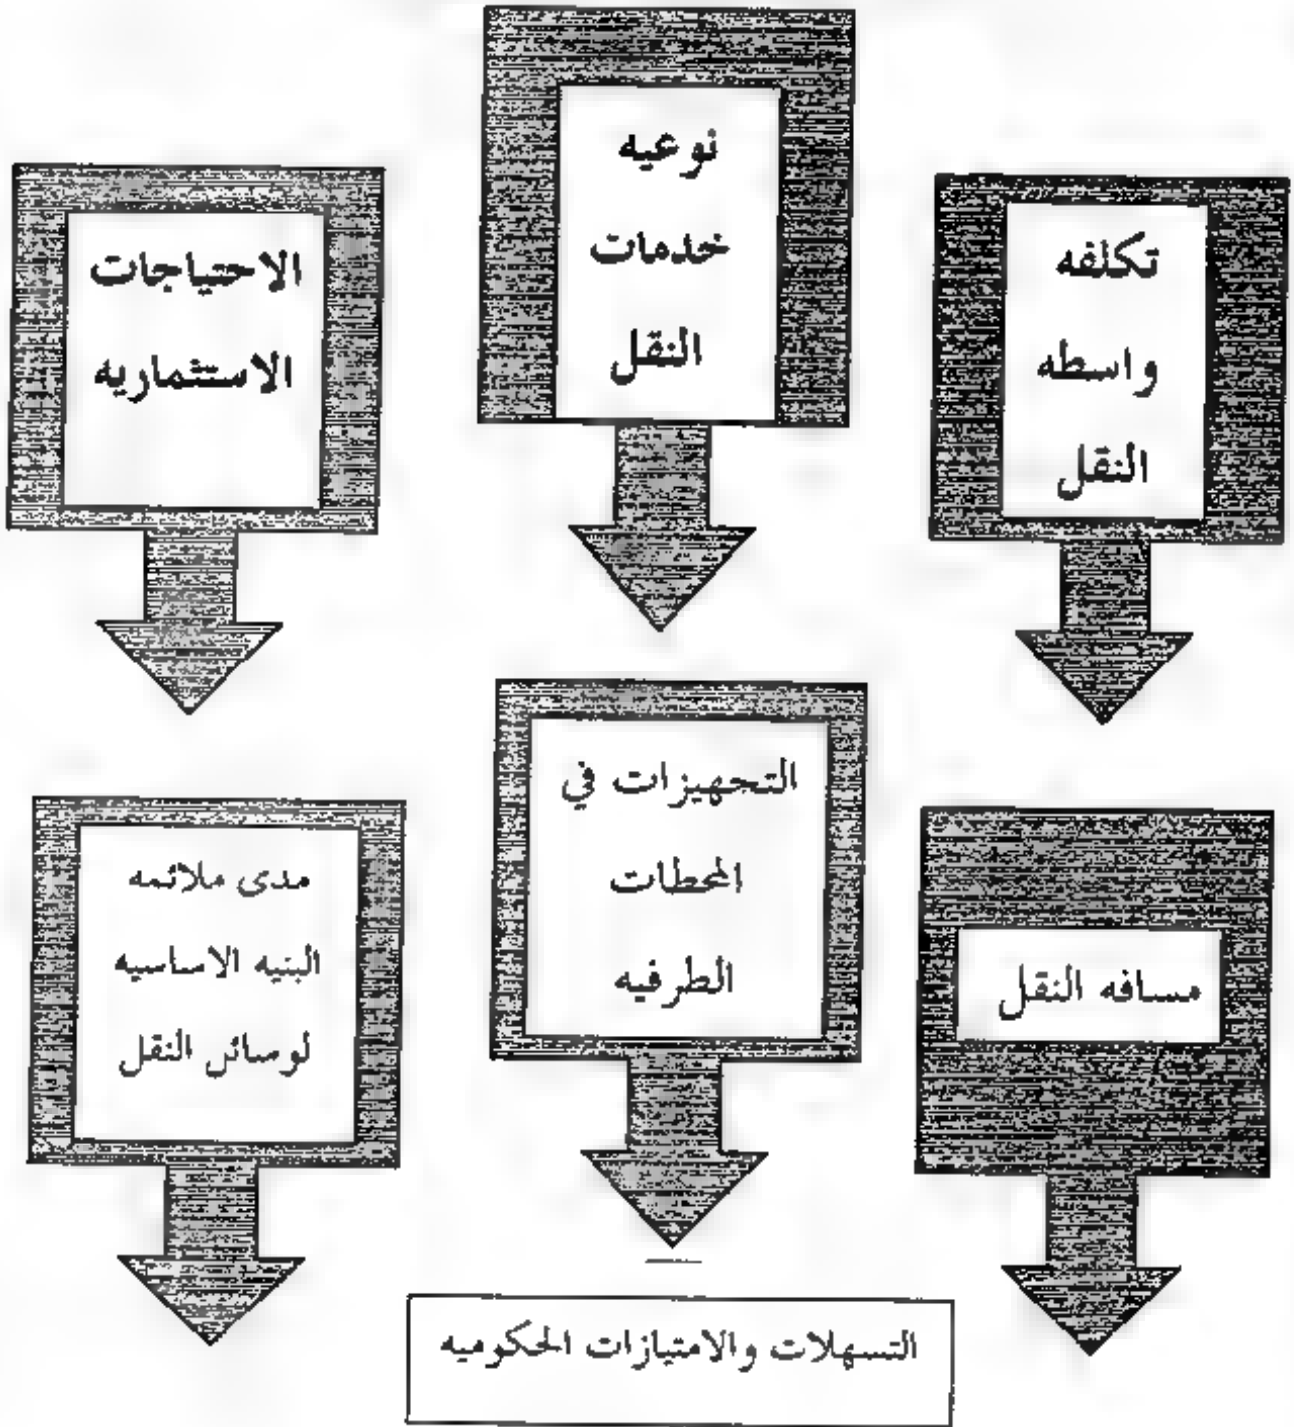 تكلفه
واسطه
النقل
نوعيه
خدمات
النقل
الاحتياجات
الاستثماريه
مسافه النقل
التجهيزات في
المحطات
الطرفيه
مدى ملائمه
البنيه الاساسيه
لوسائل النقل
التسهلات والامتيازات الحكوميه